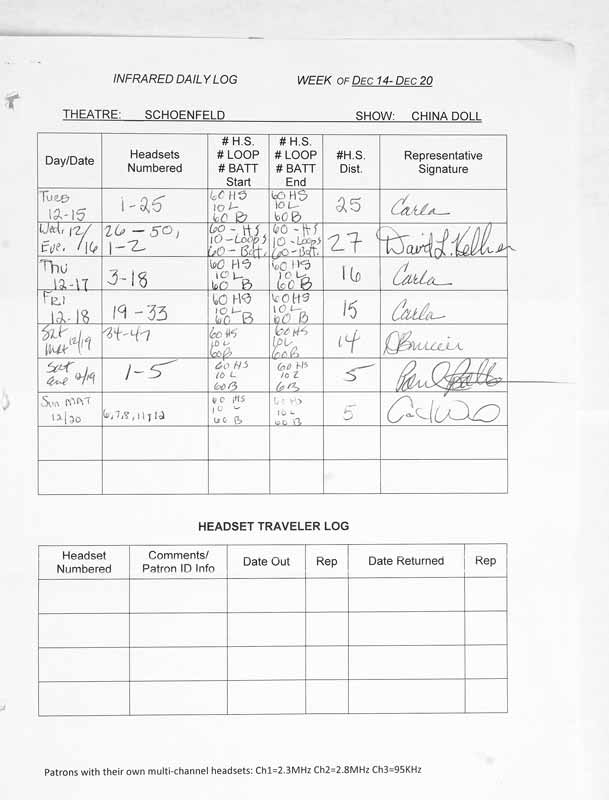 INFRARED DAILY LOG WEEK OF DEC 14- DEC 20
THEATRE: SCHOENFELD SHOW: CHINA DOLL
Day/Date
Headsets
Numbered
# H.S.
# LOOP
# BATT
Start
# H.S.
# LOOP
# BATT
End
#H.S.
Dist.
Representative
Signature
Tues
12-15
1-25
60 HS
10 L
60 B
60 HS
10 L
60 B
25
Carla
Wed, 12/
Eve. /16
26-50,
1-2
60 - HS
10 - Loops
60 - Batt.
60 - HS
10 - Loops
60 - Batt.
27
David L. Kellner
Thu
12-17
3-18
60 HS
10 L
60 B
60 HS
10 L
60 B
16
Carla
FRI
12-18
19-33
60 HS
10 L
60 B
60 HS
10 L
60 B
15
Carla
Sat
Mat 12/19
34-47
60 HS
10 L
60 B
60 HS
10 L
60 B
14
Sat
eve 12/19
1-5
60 HS
10 L
60 B
60 HS
10 L
6 B
5
Paul
Sun MAT
12/20
6,7,8,11,12
60 HS
10 L
60 B
60 HS
10 L
60 B
5
HEADSET TRAVELER LOG
Headset
Numbered
Comments/
Patron ID Info
Date Out
Rep
Date Returned
Rep
Patrons with their own multi-channel headsets: Ch1=2.3MHz Ch2=2.8MHz Ch3=95KHz